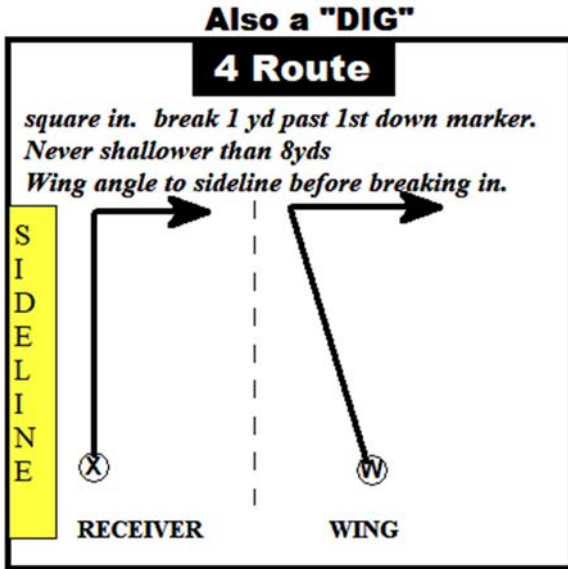 Also a "DIG"
4 Route
square in. break 1 yd past 1st down marker.
Never shallower than 8yds
Wing angle to sideline before breaking in.
SIDELINE
X
W
RECEIVER
WING